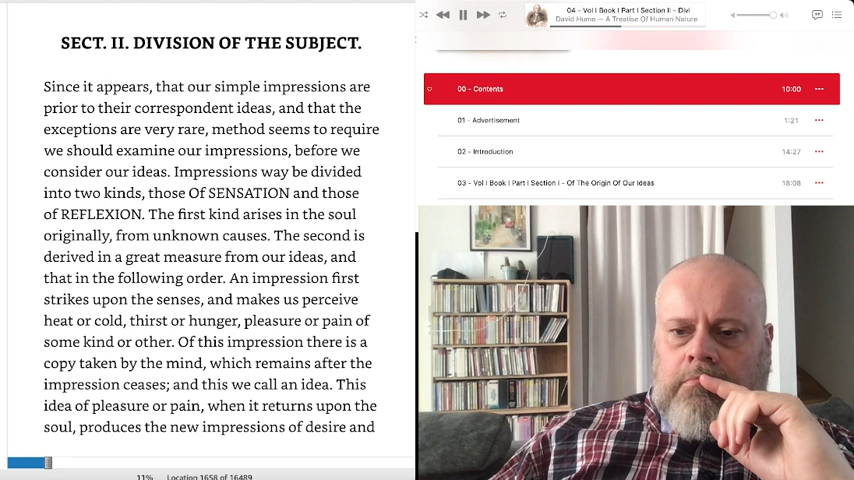 SECT. II. DIVISION OF THE SUBJECT.
Since it appears, that our simple impressions are
prior to their correspondent ideas, and that the
exceptions are very rare, method seems to require
we should examine our impressions, before we
consider our ideas. Impressions way be divided
into two kinds, those Of SENSATION and those
of REFLEXION. The first kind arises in the soul
originally, from unknown causes. The second is
derived in a great measure from our ideas, and
that in the following order. An impression first
strikes upon the senses, and makes us perceive
heat or cold, thirst or hunger, pleasure or pain of
some kind or other. Of this impression there is a
copy taken by the mind, which remains after the
impression ceases; and this we call an idea. This
idea of pleasure or pain, when it returns upon the
soul, produces the new impressions of desire and
11% Location 1658 of 16489
04 - Vol I Book I Part I Section II - Divi
David Hume — A Treatise Of Human Nature
00 - Contents 10:00
01 - Advertisement 1:21
02 - Introduction 14:27
03 - Vol I Book I Part I Section I - Of The Origin Of Our Ideas 18:08